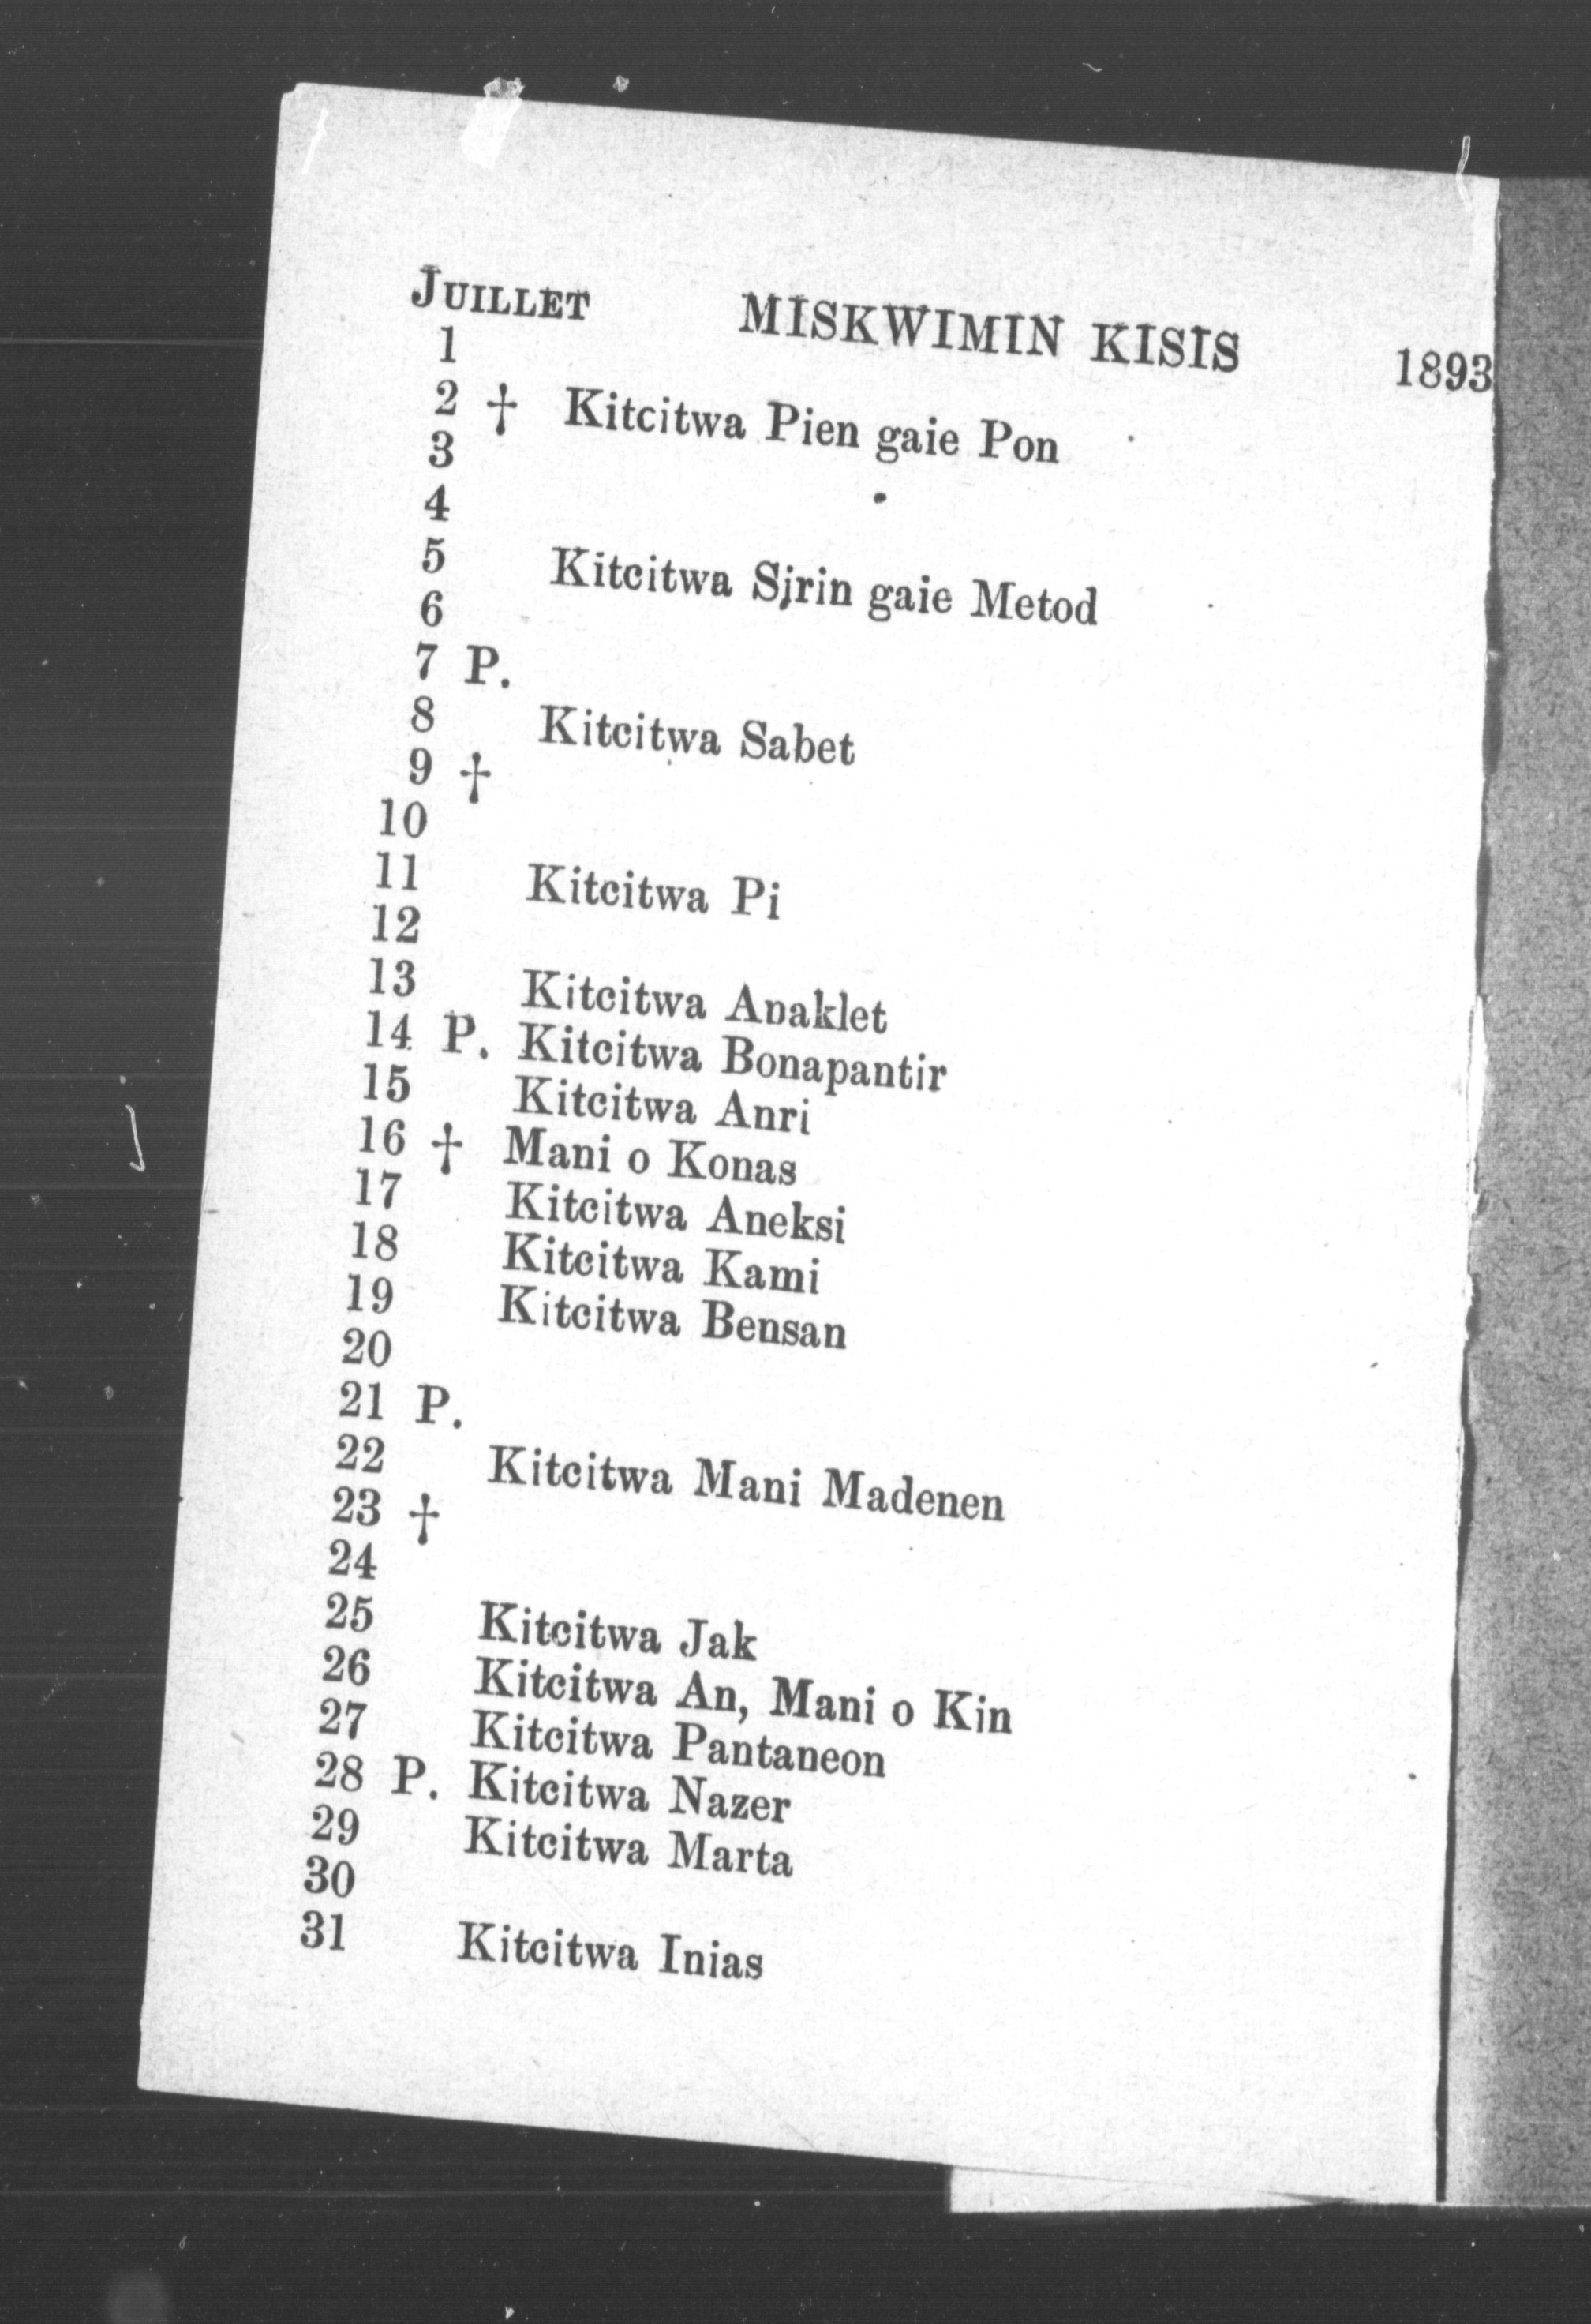 JUILLET MISKWIMIN KISIS 1893
1
2 † Kitcitwa Pien gaie Pon
3
4
5 Kitcitwa Sirin gaie Metod
6
7 P.
8 Kitcitwa Sabet
9 †
10
11 Kitcitwa Pi
12
13 Kitcitwa Anaklet
14 P. Kitcitwa Bonapantir
15 Kitcitwa Anri
16 † Mani o Konas
17 Kitcitwa Aneksi
18 Kitcitwa Kami
19 Kitcitwa Bensan
20
21 P.
22 Kitcitwa Mani Madenen
23 †
24
25 Kitcitwa Jak
26 Kitcitwa An, Mani o Kin
27 Kitcitwa Pantaneon
28 P. Kitcitwa Nazer
29 Kitcitwa Marta
30
31 Kitcitwa Inias